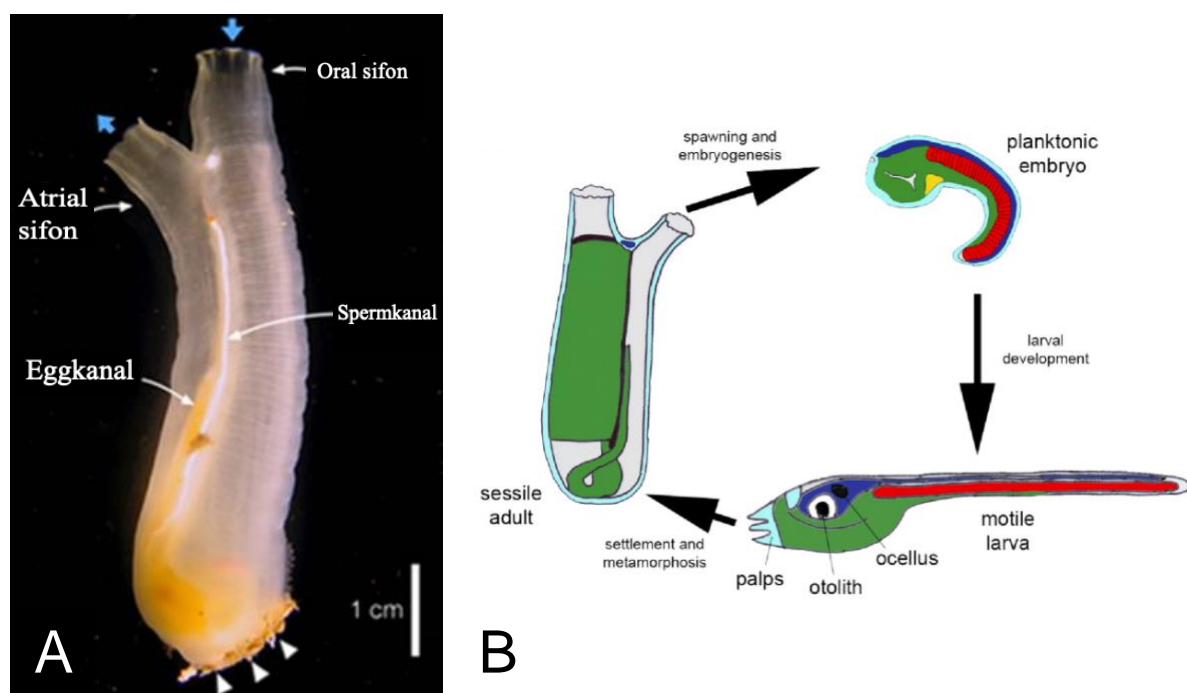 Oral sifon
Atrial
sifon
Spermkanal
Eggkanal
1 cm
A
spawning and
embryogenesis
planktonic
embryo
larval
development
motile
larva
ocellus
otolith
palps
settlement and
metamorphosis
sessile
adult
B